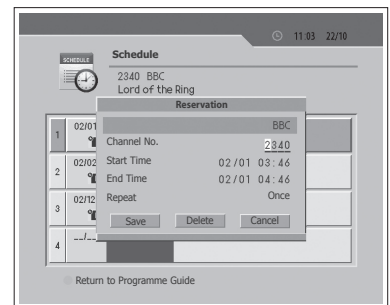 11:03 22/10
SCHEDULE
Schedule
2340 BBC
Lord of the Ring
Reservation
BBC
1 02/01
Channel No. 2340
Start Time 02/01 03:46
2 02/02
End Time 02/01 04:46
Repeat Once
3 02/12
Save Delete Cancel
4 --/--
Return to Programme Guide